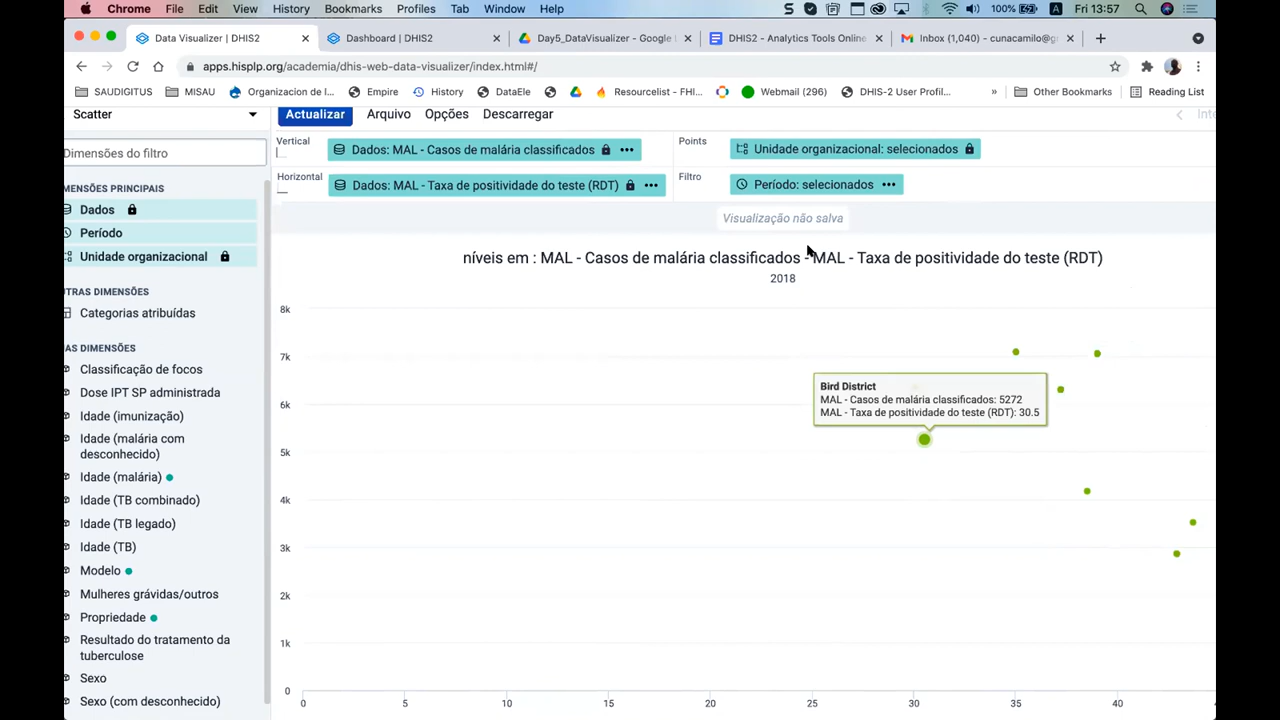 Chrome File Edit View History Bookmarks Profiles Tab Window Help 100% Fri 13:57
Data Visualizer | DHIS2 Dashboard | DHIS2 Day5_DataVisualizer - Google DHIS2 - Analytics Tools Online Inbox (1,040) - cunacamilo@g
apps.hisplp.org/academia/dhis-web-data-visualizer/index.html#/
SAUDIGITUS MISAU Organizacion de I... Empire History DataEle Resourcelist - FHI... Webmail (296) DHIS-2 User Profil... » Other Bookmarks Reading List
Scatter Actualizar Arquivo Opções Descarregar Inte
Vertical Dados: MAL - Casos de malária classificados Points Unidade organizacional: selecionados
Dimensões do filtro
Horizontal Dados: MAL - Taxa de positividade do teste (RDT) Filtro Período: selecionados
MENSÕES PRINCIPAIS
Dados
Período
Unidade organizacional
UTRAS DIMENSÕES
Categorias atribuídas
AS DIMENSÕES
Classificação de focos
Dose IPT SP administrada
Idade (imunização)
Idade (malária com
desconhecido)
Idade (malária)
Idade (TB combinado)
Idade (TB legado)
Idade (TB)
Modelo
Mulheres grávidas/outros
Propriedade
Resultado do tratamento da
tuberculose
Sexo
Sexo (com desconhecido)
Visualização não salva
níveis em : MAL - Casos de malária classificados - MAL - Taxa de positividade do teste (RDT)
2018
8k
7k
6k
5k
4k
3k
2k
1k
0
Bird District
MAL - Casos de malária classificados: 5272
MAL - Taxa de positividade do teste (RDT): 30.5
0 5 10 15 20 25 30 35 40